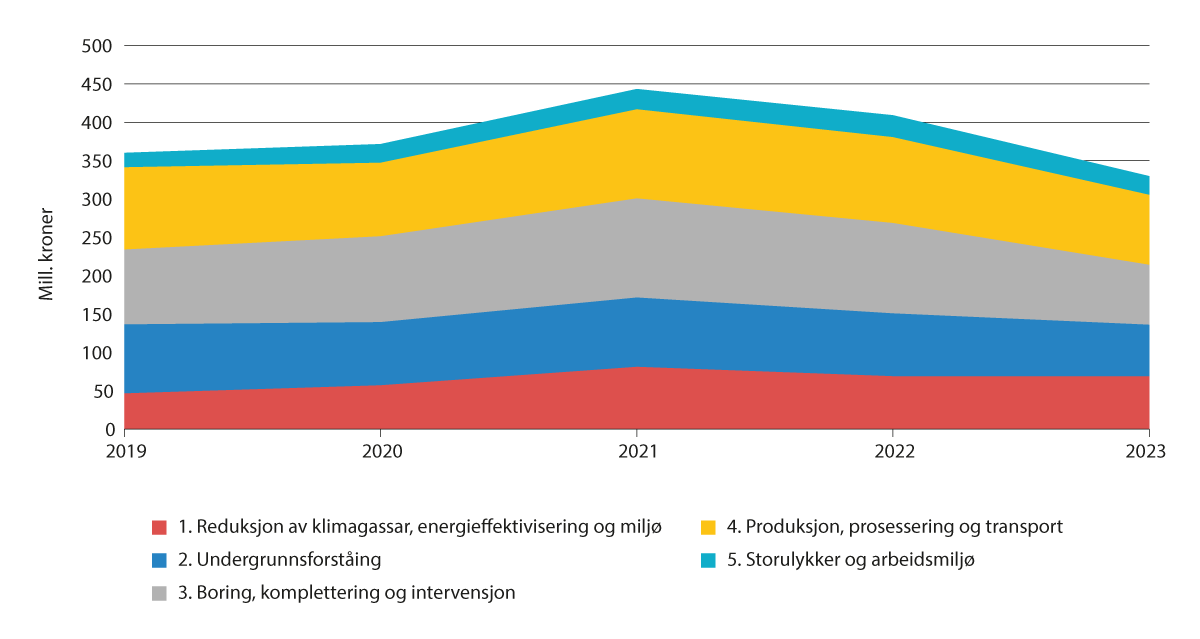 500
450
400
350
300
250
200
150
100
50
0
Mill. kroner
2019 2020 2021 2022 2023
1. Reduksjon av klimagassar, energieffektivisering og miljø
2. Undergrunnsforståing
3. Boring, komplettering og intervensjon
4. Produksjon, prosessering og transport
5. Storulykker og arbeidsmiljø